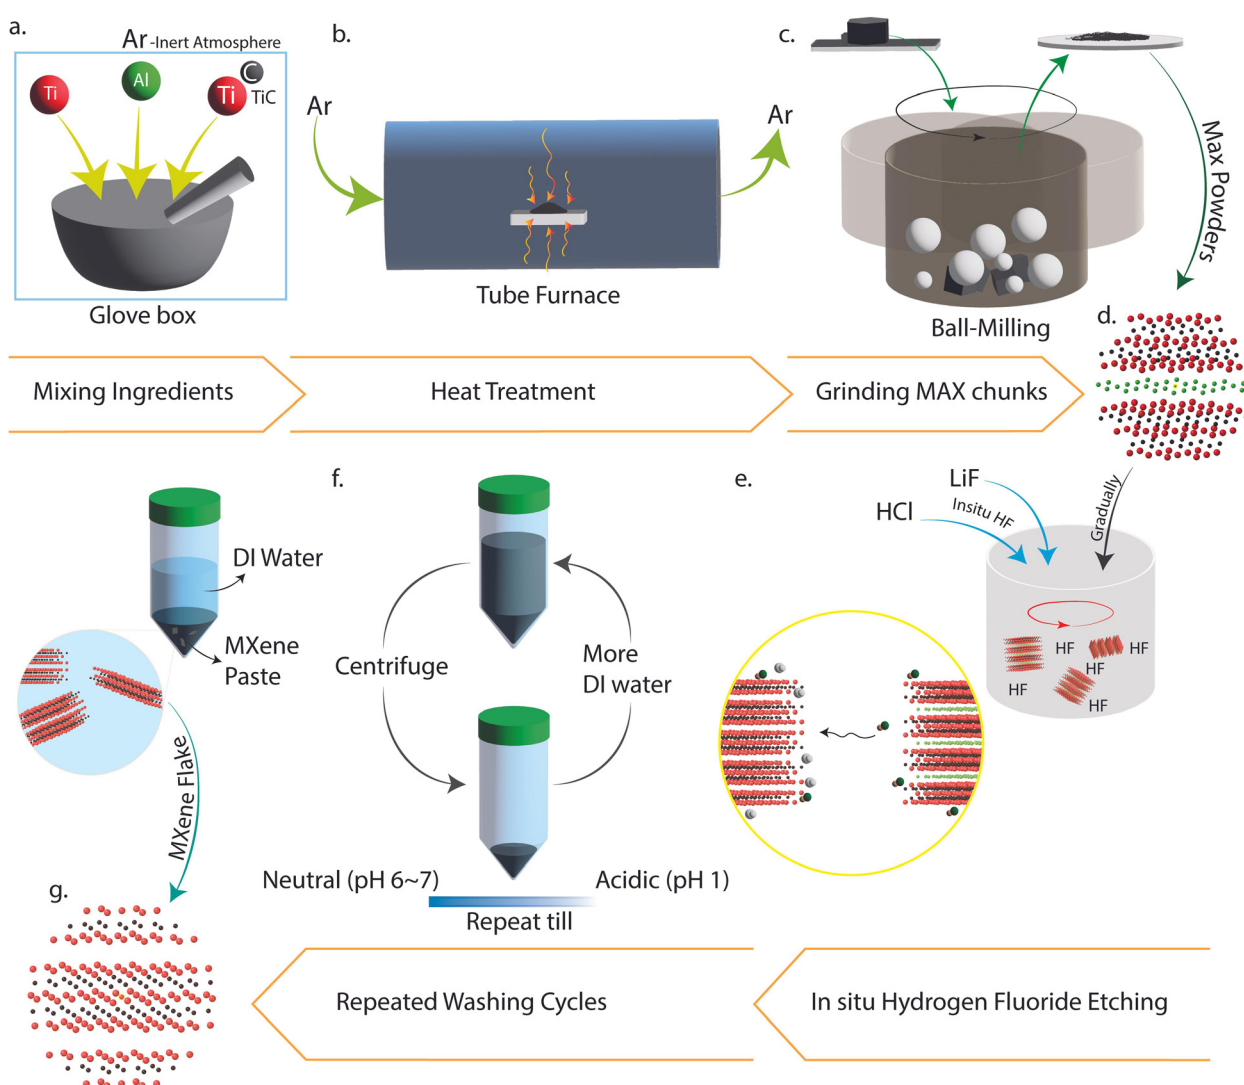 a.
Ar -Inert Atmosphere
Ti
Al
Ti
C
TiC
Glove box
b.
Ar
Ar
Tube Furnace
c.
Ball-Milling
Max Powders
d.
Mixing Ingredients
Heat Treatment
Grinding MAX chunks
Gradually
e.
LiF
HCl
Insitu HF
HF
HF
HF
HF
HF
f.
Centrifuge
More
DI water
Neutral (pH 6~7)
Acidic (pH 1)
Repeat till
DI Water
MXene
Paste
MXene Flake
g.
Repeated Washing Cycles
In situ Hydrogen Fluoride Etching